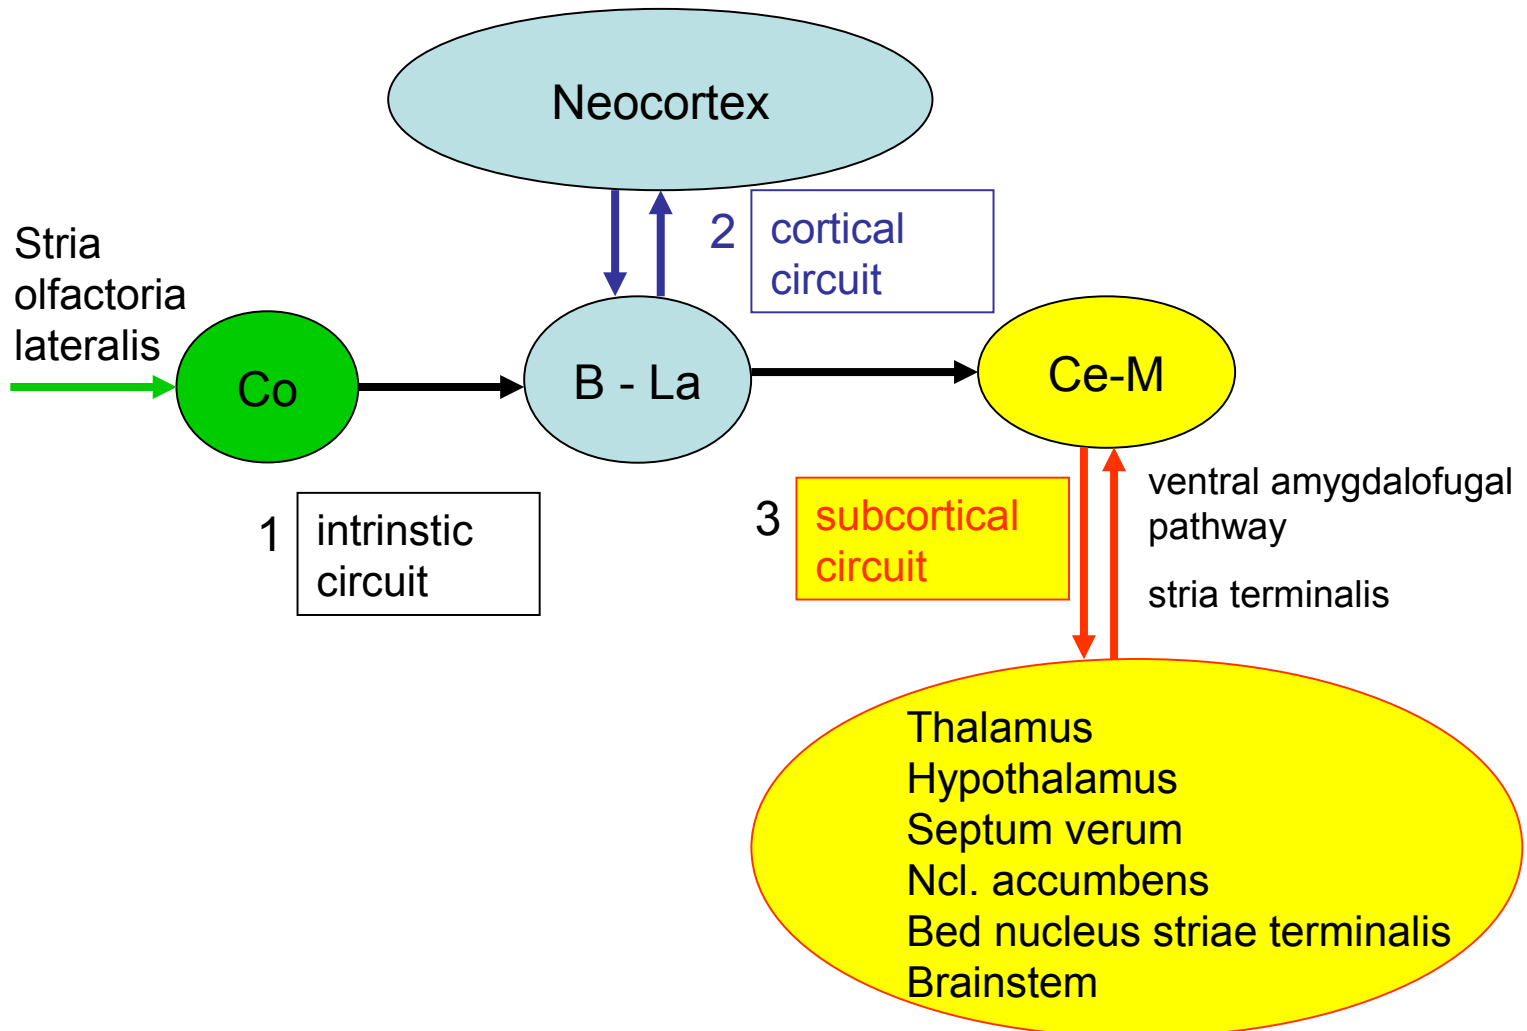 Neocortex
2
cortical
circuit
Stria
olfactoria
lateralis
Co
B - La
Ce-M
1
intrinstic
circuit
3
subcortical
circuit
ventral amygdalofugal
pathway
stria terminalis
Thalamus
Hypothalamus
Septum verum
Ncl. accumbens
Bed nucleus striae terminalis
Brainstem